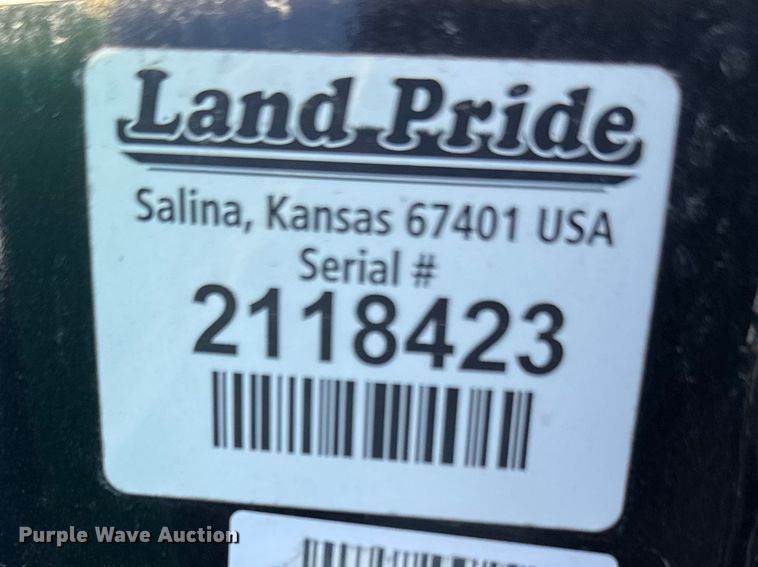 Land Pride
Salina, Kansas 67401 USA
Serial #
2118423
Purple Wave Auction